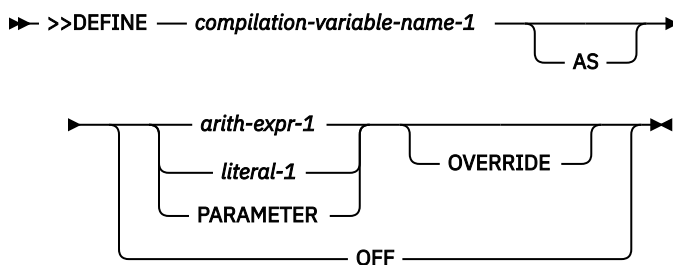 >>DEFINE compilation-variable-name-1
AS
arith-expr-1
literal-1
OVERRIDE
PARAMETER
OFF